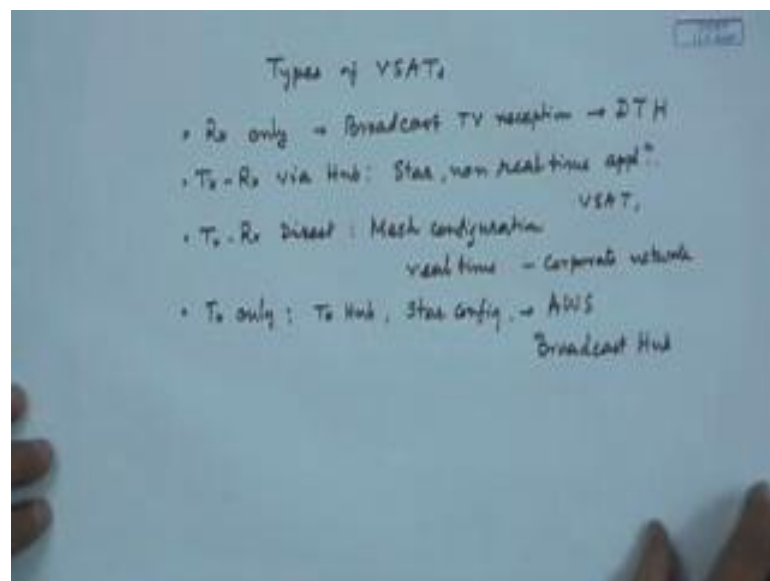 Types of VSATs
• Rx only → Broadcast TV reception → DTH
• Tx-Rx via Hub: Star, non real time appln.
VSAT,
• Tx-Rx Direct: Mesh configuration
real time - Corporate network
• Tx only: To Hub, Star config, → AWS
Broadcast Hub